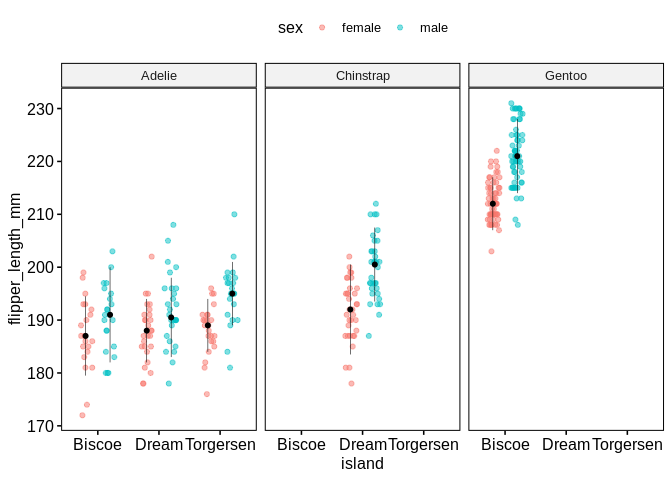 sex female male
Adelie Chinstrap Gentoo
flipper_length_mm
230
220
210
200
190
180
170
Biscoe Dream Torgersen Biscoe Dream Torgersen Biscoe Dream Torgersen
island